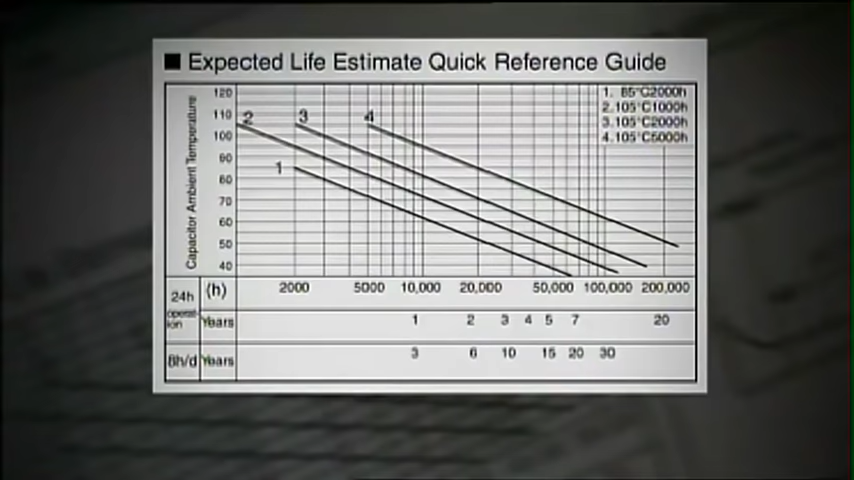 ■ Expected Life Estimate Quick Reference Guide
Capacitor Ambient Temperature
120
110
100
90
80
70
60
50
40
1
2
3
4
1. 85°C2000h
2.105°C1000h
3.105°C2000h
4.105°C5000h
24h operation (h) 2000 5000 10,000 20,000 50,000 100,000 200,000
Years 1 2 3 4 5 7 20
8h/d Years 3 6 10 15 20 30